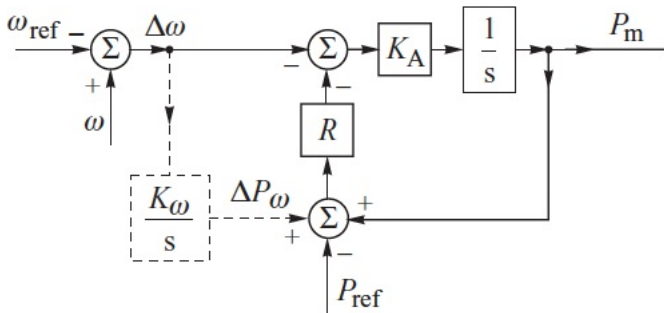 ω_ref − Σ Δω − Σ K_A 1/s P_m
+ −
ω R
K_ω/s ΔP_ω + Σ +
−
P_ref